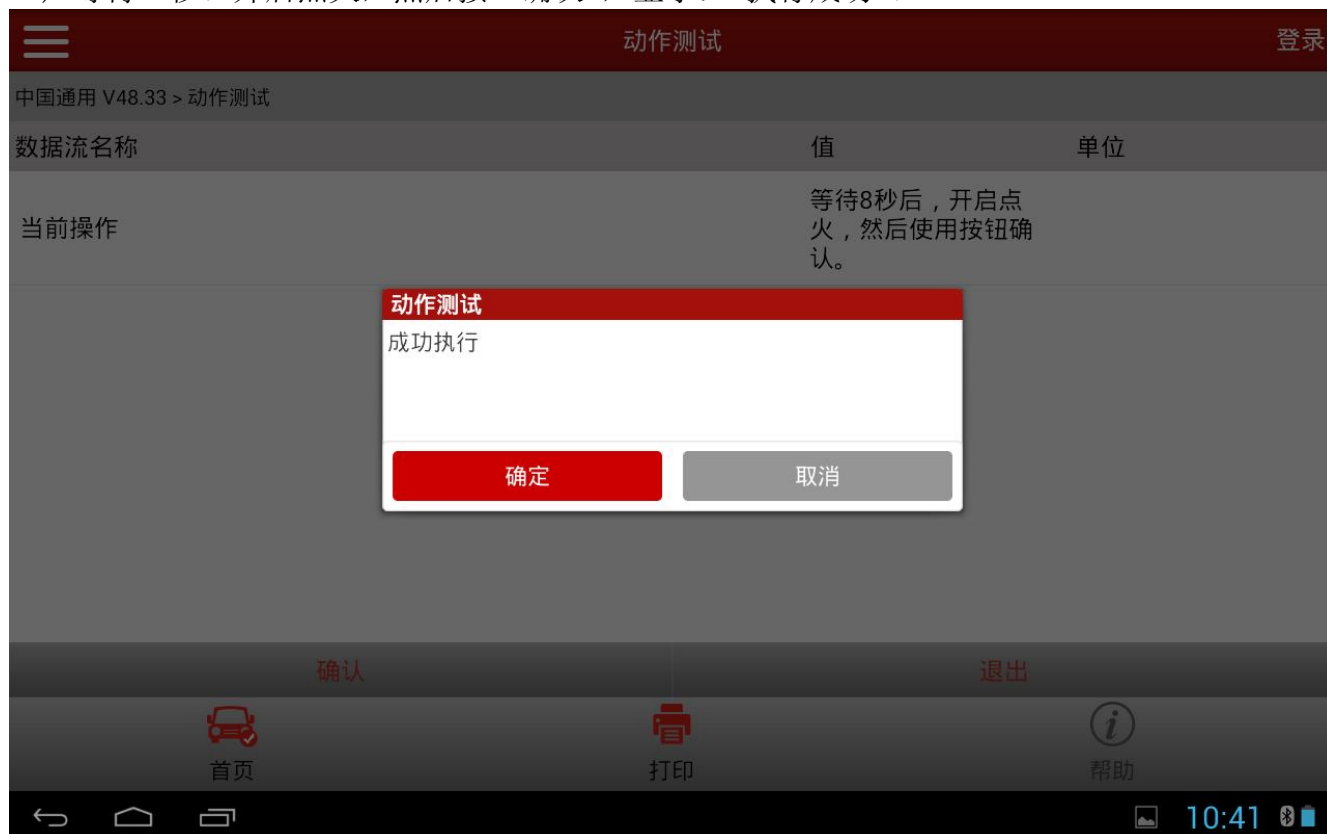 动作测试
登录
中国通用 V48.33 > 动作测试
数据流名称 值 单位
当前操作
等待8秒后，开启点
火，然后使用按钮确
认。
动作测试
成功执行
确定 取消
确认 退出
首页 打印 帮助
10:41